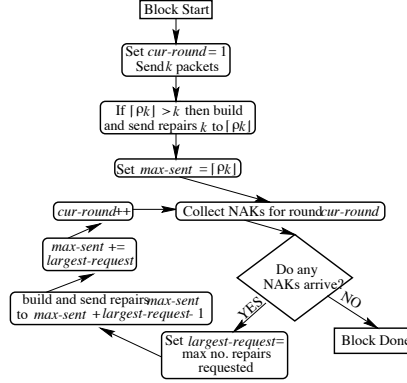 Block Start
Set cur-round = 1
Send k packets
If ⌈ρk⌉ > k then build
and send repairs k to ⌈ρk⌉
Set max-sent = ⌈ρk⌉
cur-round++
Collect NAKs for round cur-round
max-sent +=
largest-request
Do any
NAKs arrive?
build and send repairs max-sent
to max-sent + largest-request - 1
YES
NO
Set largest-request =
max no. repairs
requested
Block Done